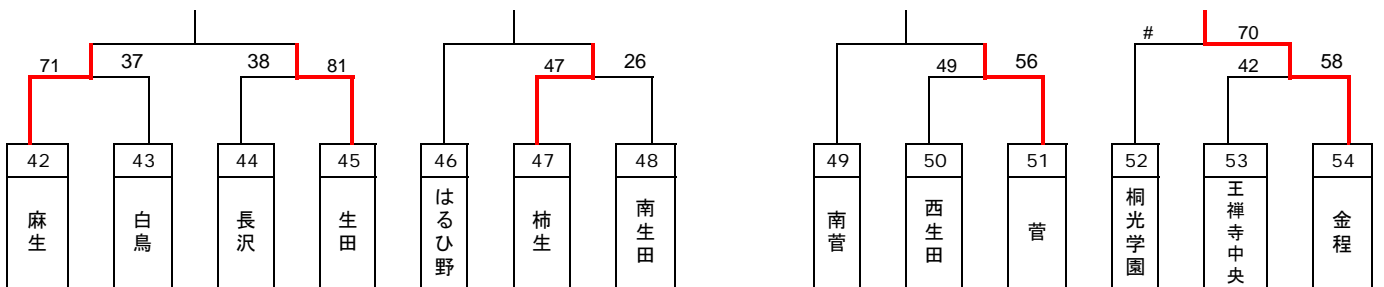 # 70
71 37 38 81 47 26 49 56 42 58
42 43 44 45 46 47 48 49 50 51 52 53 54
麻生
白鳥
長沢
生田
はるひ野
柿生
南生田
南菅
西生田
菅
桐光学園
王禅寺中央
金程